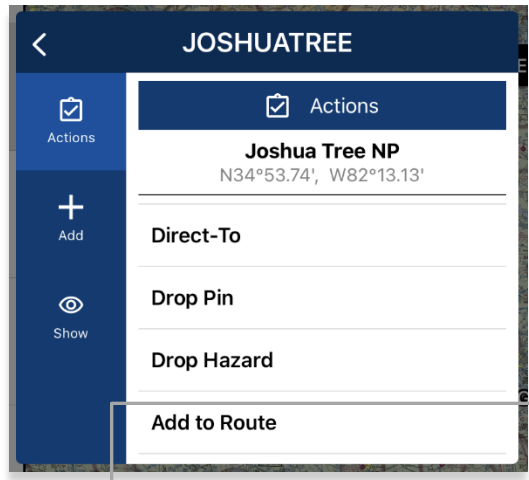 JOSHUATREE
Actions
Actions
Joshua Tree NP
N34°53.74', W82°13.13'
Add
Direct-To
Drop Pin
Show
Drop Hazard
Add to Route